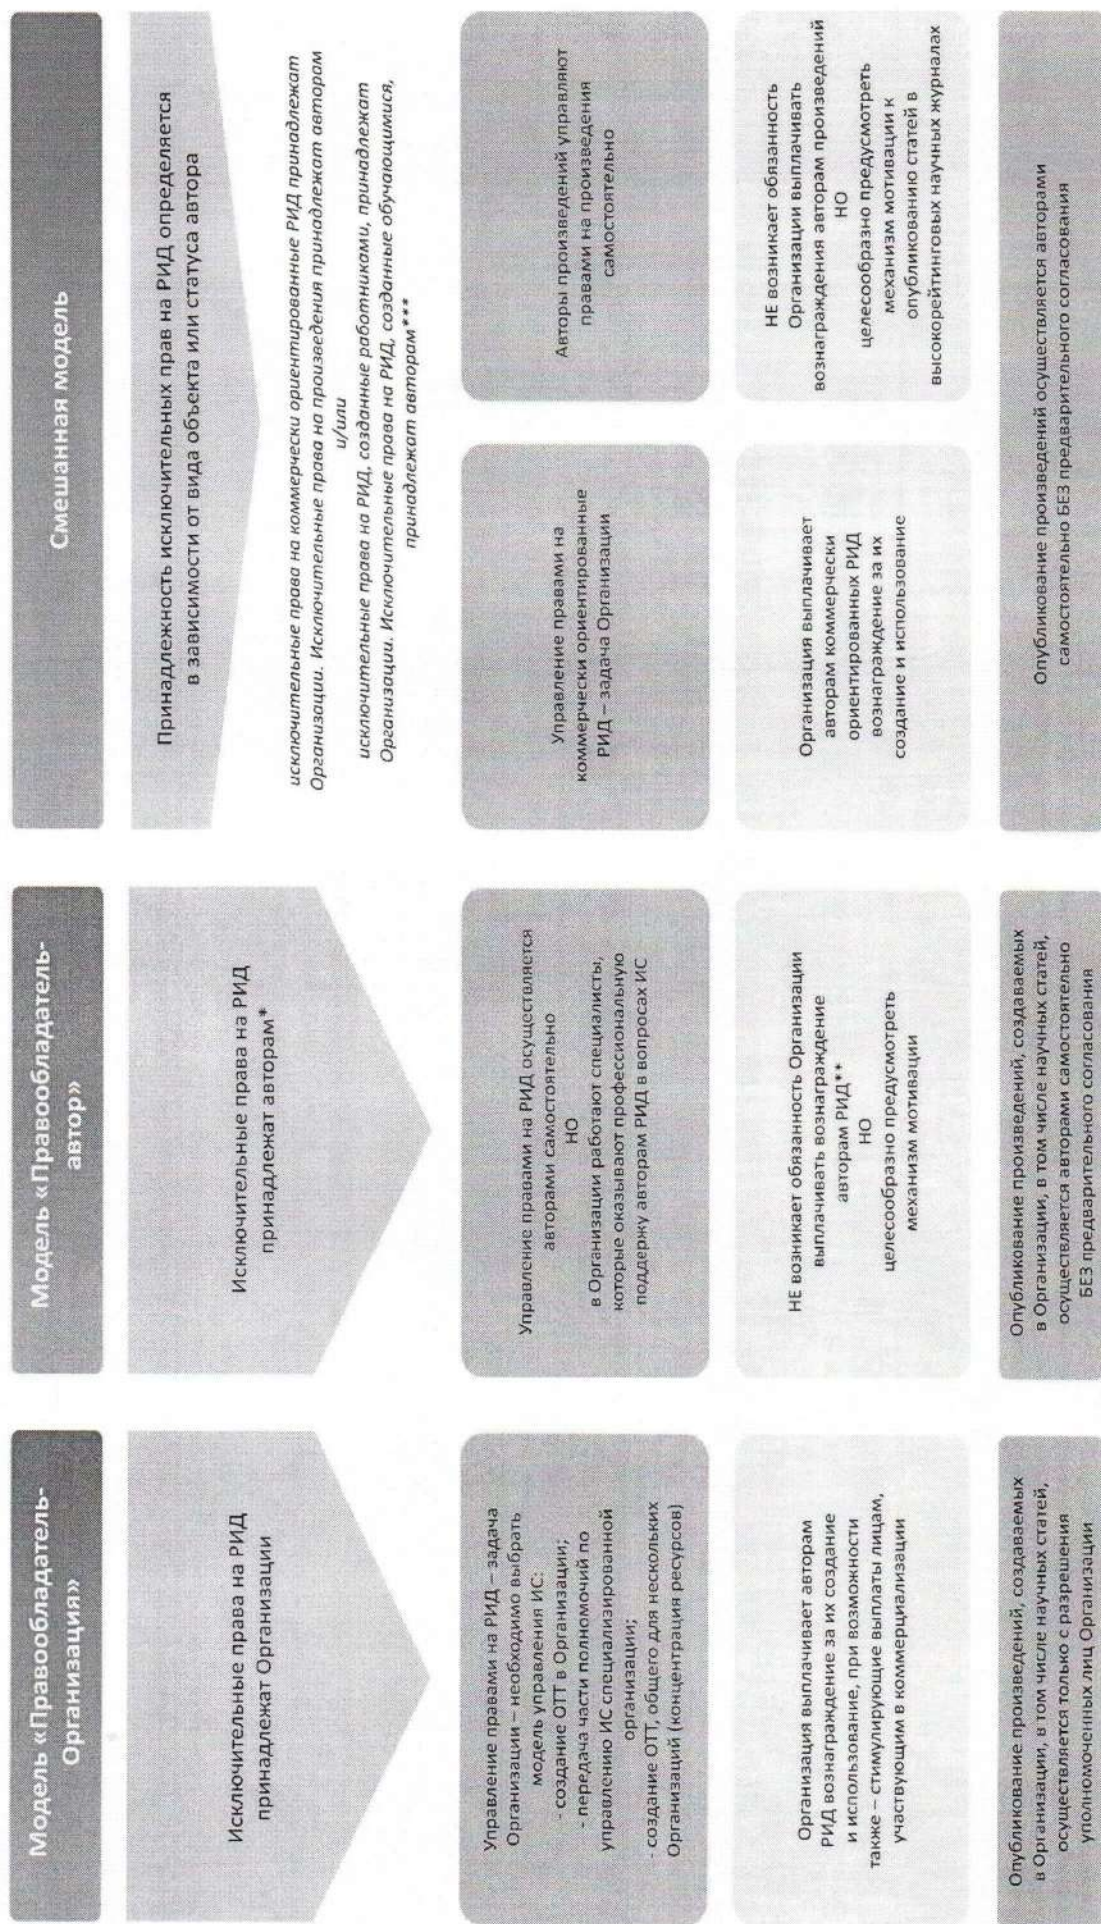 Модель «Правообладатель-
Организация»
Исключительные права на РИД
принадлежат Организации
Управление правами на РИД – задача
Организации – необходимо выбрать
модель управления ИС:
- создание ОТТ в Организации;
- передача части полномочий по
управлению ИС специализированной
организации;
- создание ОТТ, общего для нескольких
Организаций (концентрация ресурсов)
Организация выплачивает авторам
РИД вознаграждение за их создание
и использование, при возможности
также – стимулирующие выплаты лицам,
участвующим в коммерциализации
Опубликование произведений, создаваемых
в Организации, в том числе научных статей,
осуществляется только с разрешения
уполномоченных лиц Организации
Модель «Правообладатель-
автор»
Исключительные права на РИД
принадлежат авторам*
Управление правами на РИД осуществляется
авторами самостоятельно
НО
в Организации работают специалисты,
которые оказывают профессиональную
поддержу авторам РИД в вопросах ИС
НЕ возникает обязанность Организации
выплачивать вознаграждение
авторам РИД**
НО
целесообразно предусмотреть
механизм мотивации
Опубликование произведений, создаваемых
в Организации, в том числе научных статей,
осуществляется авторами самостоятельно
БЕЗ предварительного согласования
Смешанная модель
Принадлежность исключительных прав на РИД определяется
в зависимости от вида объекта или статуса автора
исключительные права на коммерчески ориентированные РИД принадлежат
Организации. Исключительные права на произведения принадлежат авторам
и/или
исключительные права на РИД, созданные работниками, принадлежат
Организации. Исключительные права на РИД, созданные обучающимися,
принадлежат авторам***
Управление правами на
коммерчески ориентированные
РИД – задача Организации
Авторы произведений управляют
правами на произведения
самостоятельно
Организация выплачивает
авторам коммерчески
ориентированных РИД
вознаграждение за их
создание и использование
НЕ возникает обязанность
Организации выплачивать
вознаграждения авторам произведений
НО
целесообразно предусмотреть
механизм мотивации к
опубликованию статей в
высокорейтинговых научных журналах
Опубликование произведений осуществляется авторами
самостоятельно БЕЗ предварительного согласования